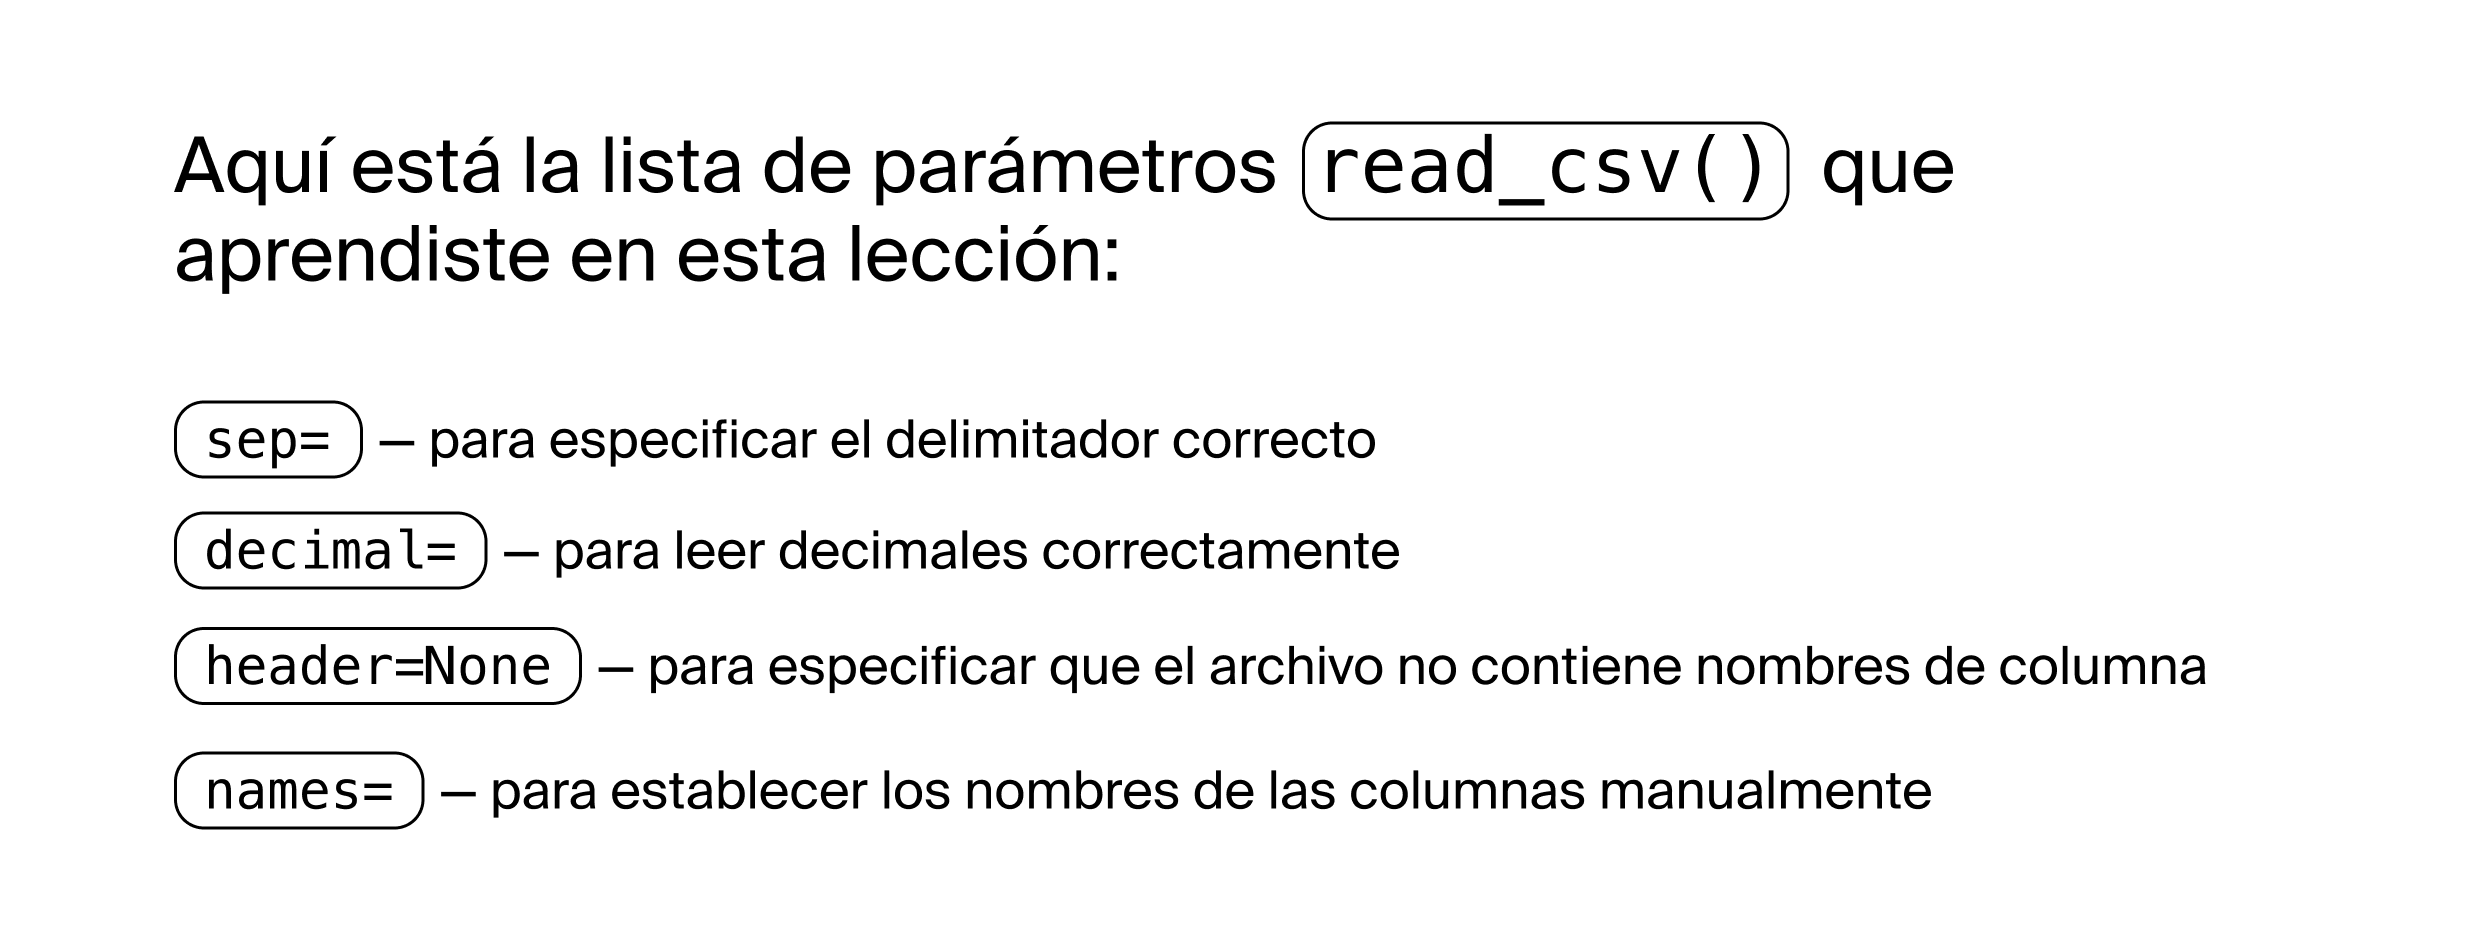 Aquí está la lista de parámetros read_csv() que
aprendiste en esta lección:
sep= — para especificar el delimitador correcto
decimal= — para leer decimales correctamente
header=None — para especificar que el archivo no contiene nombres de columna
names= — para establecer los nombres de las columnas manualmente